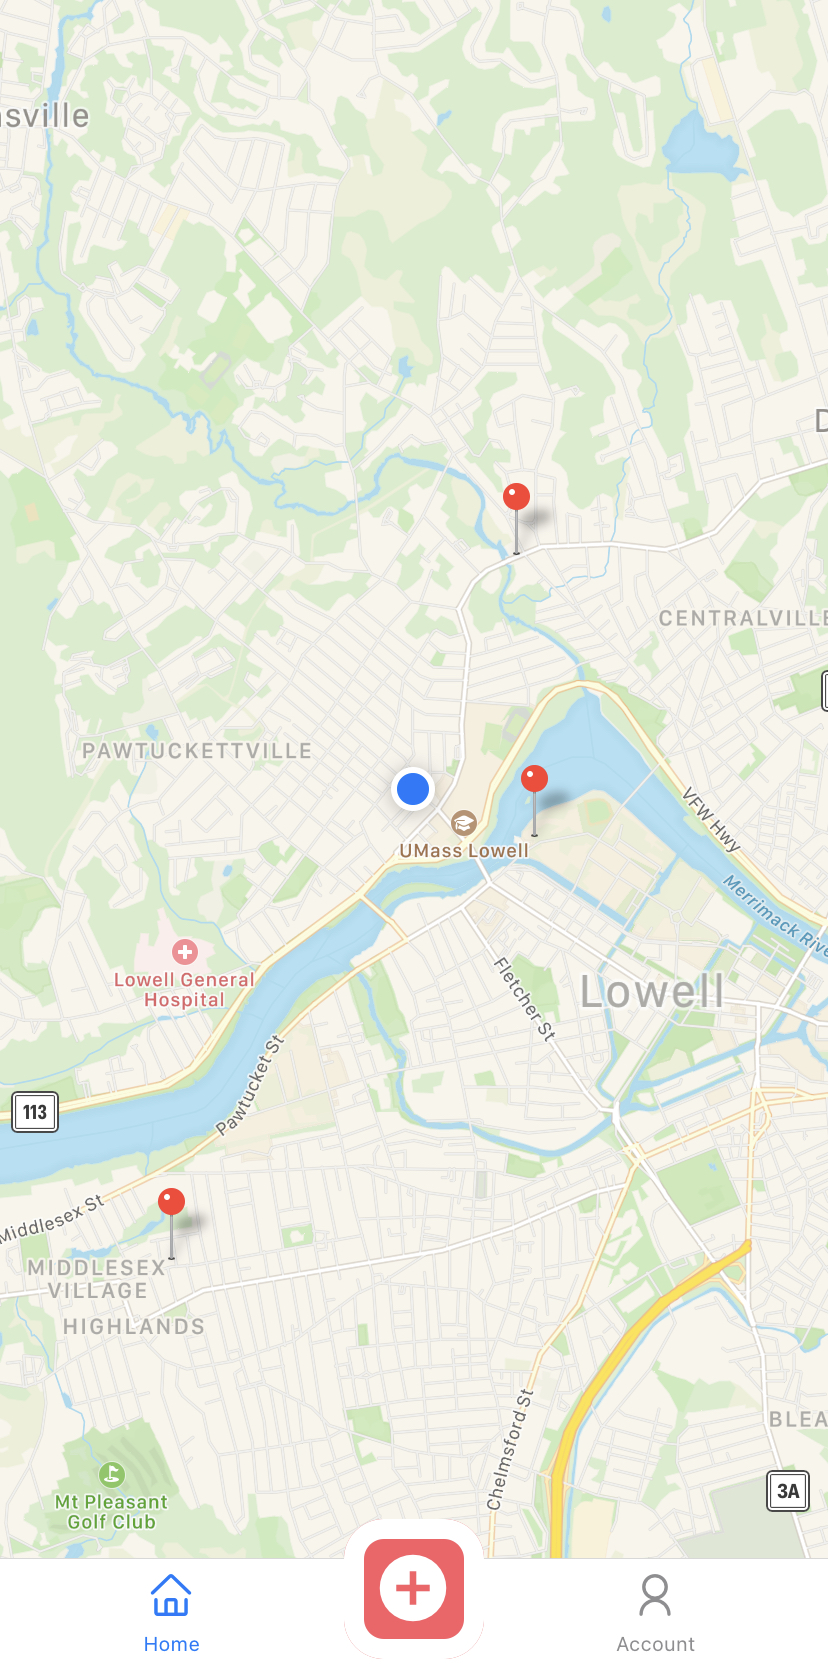 sville
D
CENTRALVILLE
PAWTUCKETTVILLE
VFW Hwy
UMass Lowell
Merrimack Rive
Lowell General
Hospital
Fletcher St
Lowell
Pawtucket St
113
Middlesex St
MIDDLESEX
VILLAGE
HIGHLANDS
Chelmsford St
BLEA
3A
Mt Pleasant
Golf Club
Home
Account